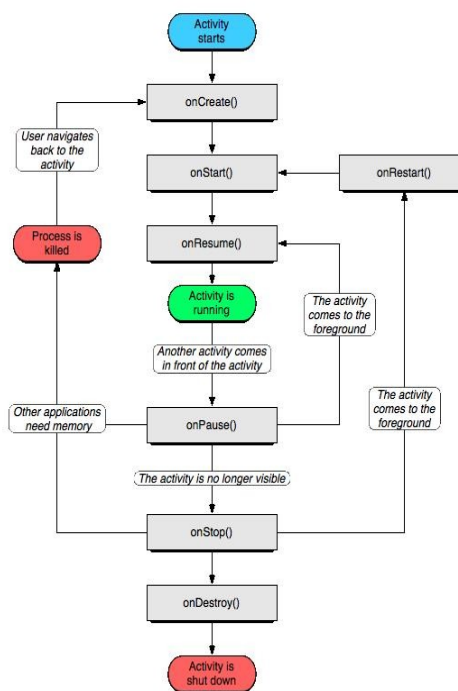 Activity
starts
onCreate()
User navigates
back to the
activity
onStart()
onRestart()
Process is
killed
onResume()
Activity is
running
The activity
comes to the
foreground
Another activity comes
in front of the activity
The activity
comes to the
foreground
Other applications
need memory
onPause()
The activity is no longer visible
onStop()
onDestroy()
Activity is
shut down